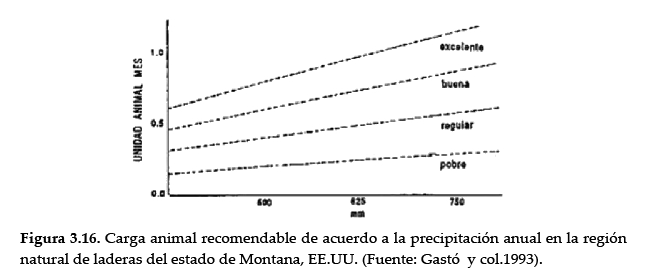 UNIDAD ANIMAL MES
1.0
0.5
0.0
excelente
buena
regular
pobre
500 625 750
mm
Figura 3.16. Carga animal recomendable de acuerdo a la precipitación anual en la región
natural de laderas del estado de Montana, EE.UU. (Fuente: Gastó y col.1993).